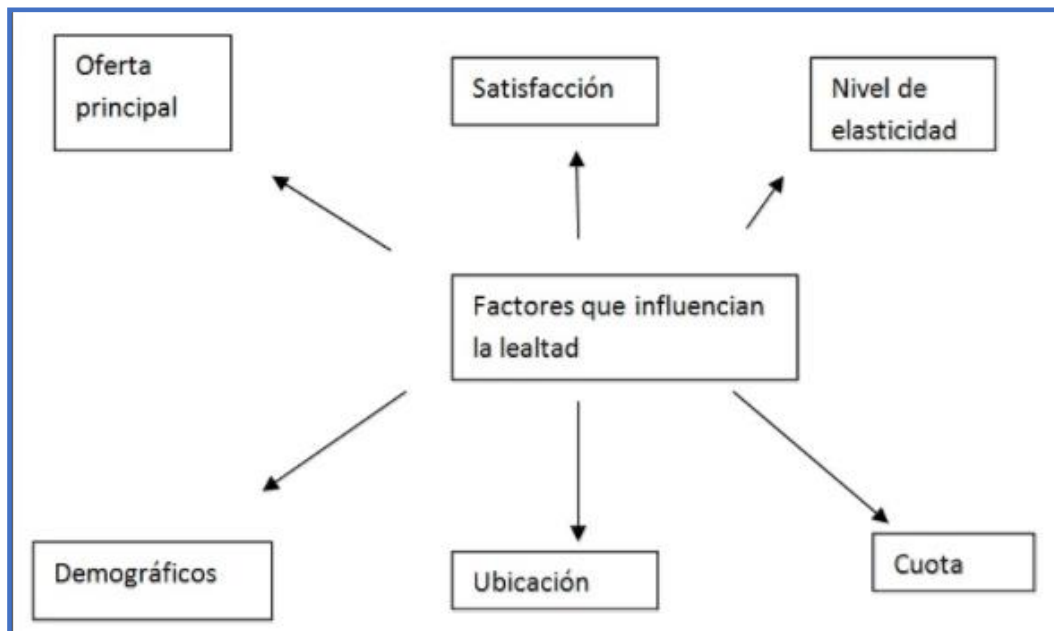 Oferta
principal
Satisfacción
Nivel de
elasticidad
Factores que influencian
la lealtad
Demográficos
Ubicación
Cuota